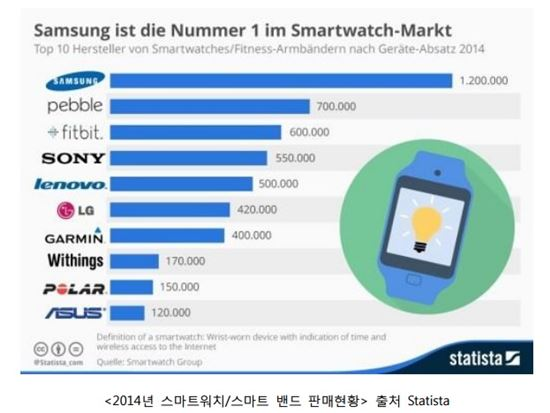 Samsung ist die Nummer 1 im Smartwatch-Markt
Top 10 Hersteller von Smartwatches/Fitness-Armbändern nach Geräte-Absatz 2014
SAMSUNG 1.200.000
pebble 700.000
fitbit. 600.000
SONY 550.000
lenovo. 500.000
LG 420.000
GARMIN. 400.000
Withings 170.000
POLAR. 150.000
ASUS 120.000
Definition of a smartwatch: Wrist-worn device with indication of time and
wireless access to the Internet
@Statista_com Quelle: Smartwatch Group
statista
<2014년 스마트워치/스마트 밴드 판매현황> 출처 Statista